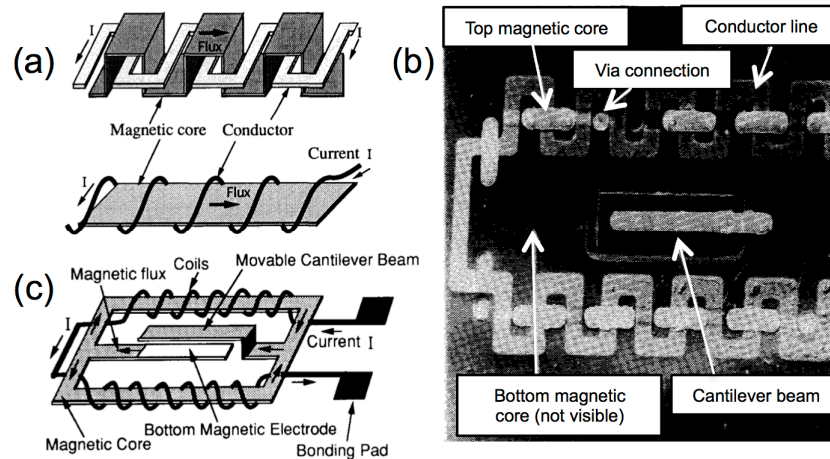 (a)
I
Flux
I
Magnetic core
Conductor
Current I
I
Flux
(b)
Top magnetic core
Conductor line
Via connection
Bottom magnetic
core (not visible)
Cantilever beam
(c)
Coils
Movable Cantilever Beam
Magnetic flux
I
Current I
Bottom Magnetic Electrode
Magnetic Core
Bonding Pad